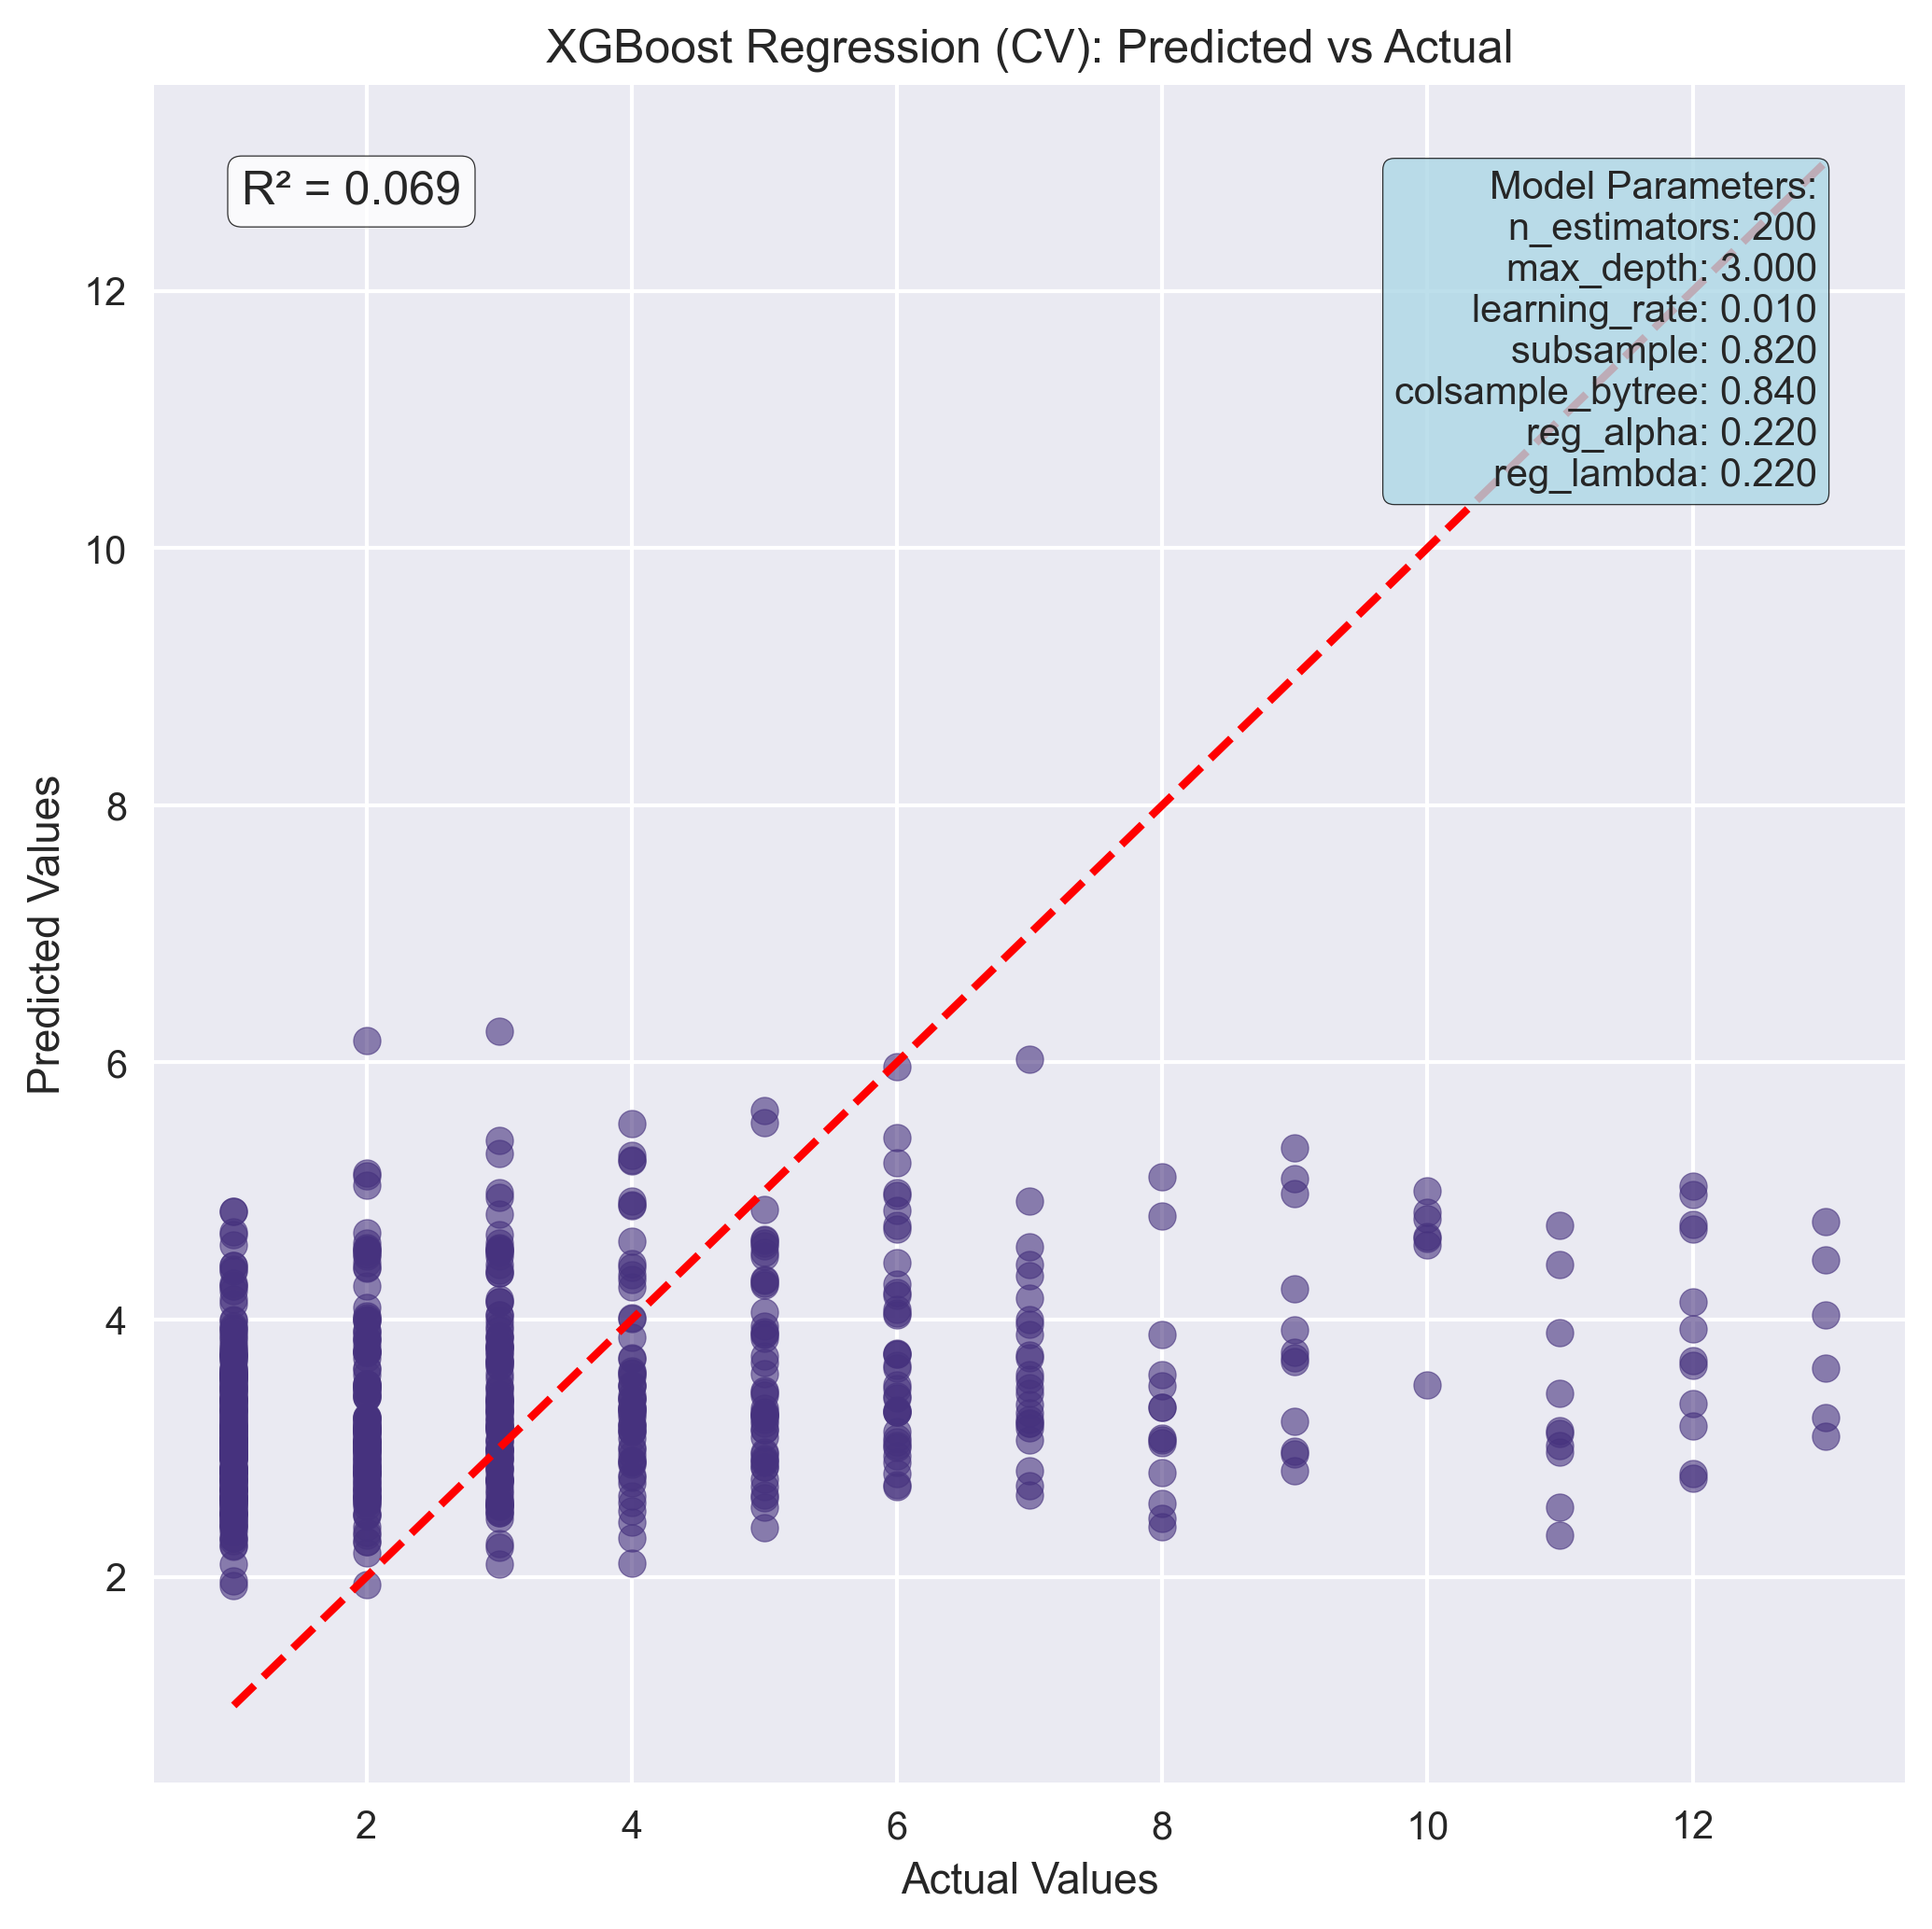 XGBoost Regression (CV): Predicted vs Actual
R² = 0.069
Model Parameters:
n_estimators: 200
max_depth: 3.000
learning_rate: 0.010
subsample: 0.820
colsample_bytree: 0.840
reg_alpha: 0.220
reg_lambda: 0.220
12
10
8
6
4
2
Predicted Values
2 4 6 8 10 12
Actual Values